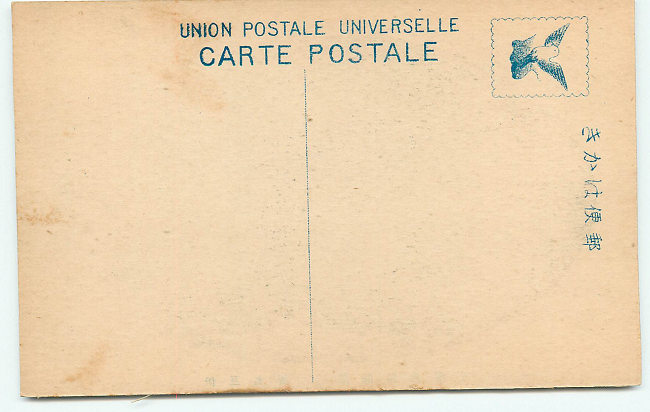 UNION POSTALE UNIVERSELLE
CARTE POSTALE
きかは便郵